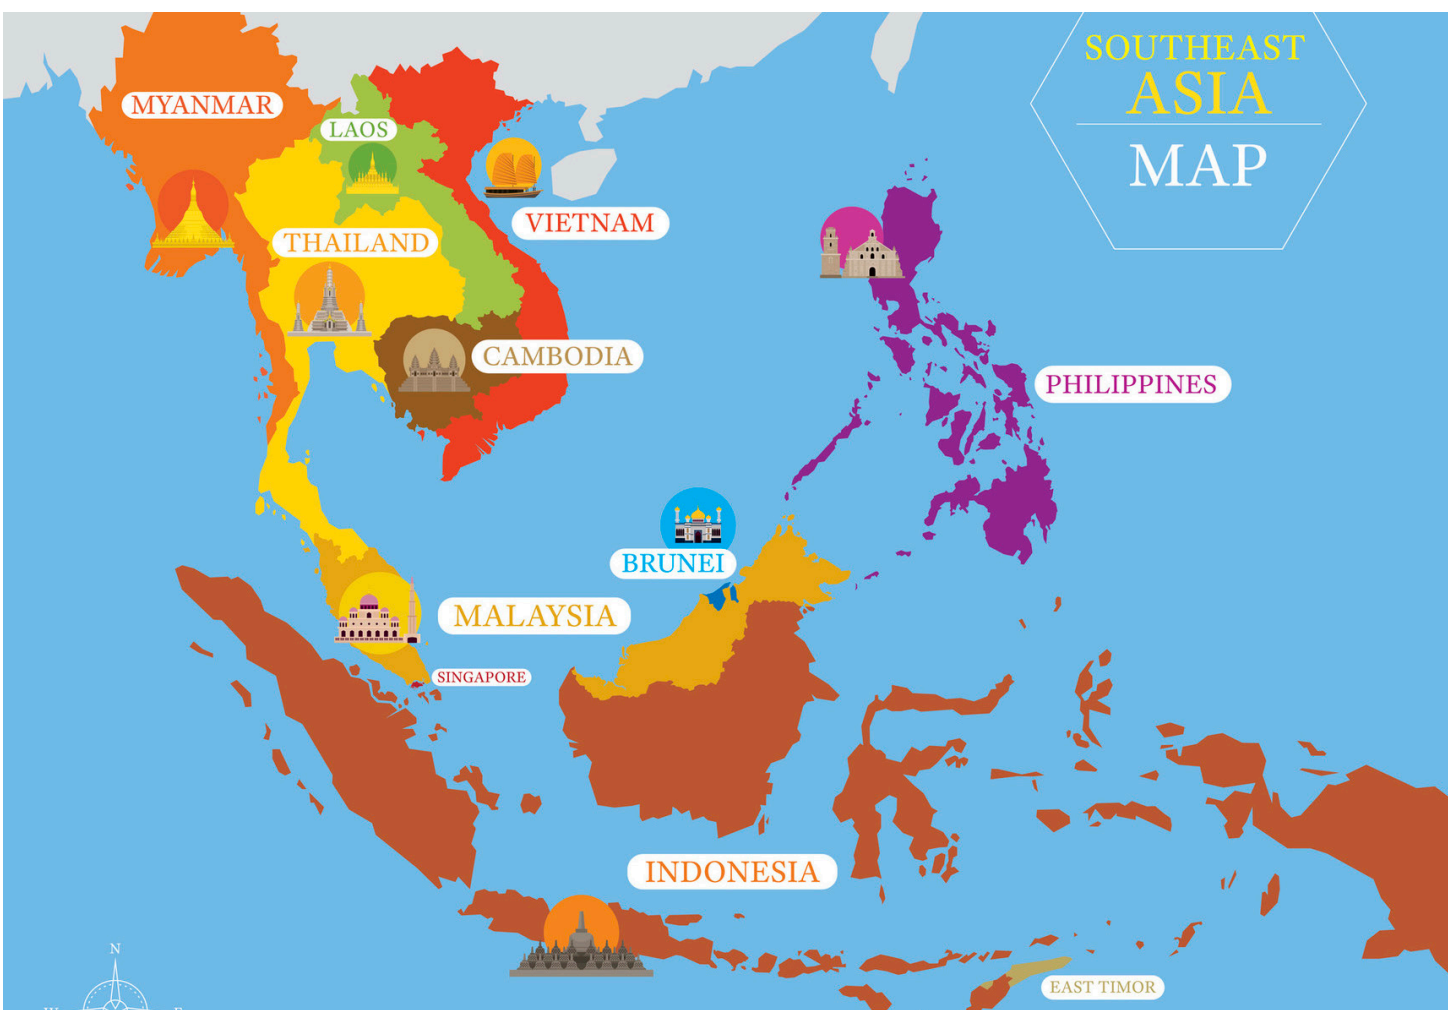 SOUTHEAST
ASIA
MAP
MYANMAR
LAOS
VIETNAM
THAILAND
CAMBODIA
PHILIPPINES
BRUNEI
MALAYSIA
SINGAPORE
INDONESIA
EAST TIMOR
N
W
E